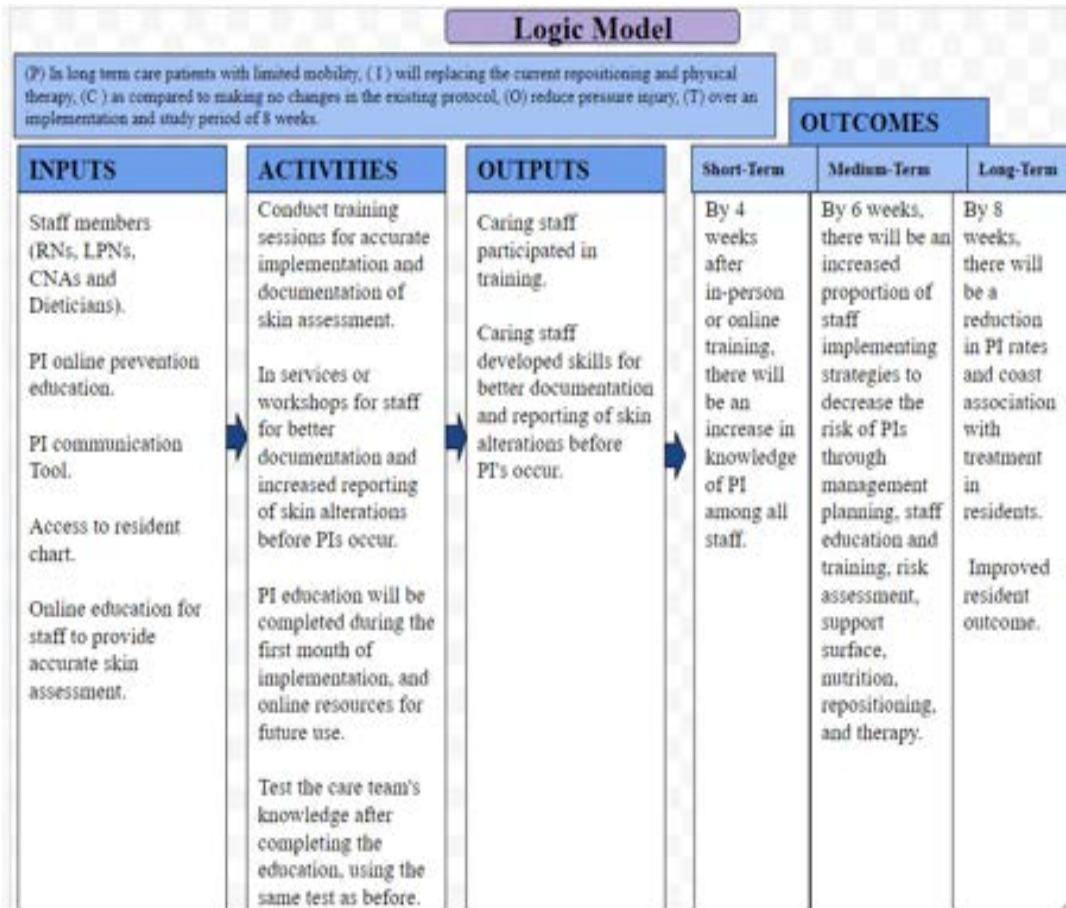 Logic Model
(P) In long term care patients with limited mobility, ( I ) will replacing the current repositioning and physical
therapy, (C ) as compared to making no changes in the existing protocol, (O) reduce pressure injury, (T) over an
implementation and study period of 8 weeks.
OUTCOMES
INPUTS
Staff members
(RNs, LPNs,
CNAs and
Dieticians).
PI online prevention
education.
PI communication
Tool.
Access to resident
chart.
Online education for
staff to provide
accurate skin
assessment.
ACTIVITIES
Conduct training
sessions for accurate
implementation and
documentation of
skin assessment.
In services or
workshops for staff
for better
documentation and
increased reporting
of skin alterations
before PIs occur.
PI education will be
completed during the
first month of
implementation, and
online resources for
future use.
Test the care team's
knowledge after
completing the
education, using the
same test as before.
OUTPUTS
Caring staff
participated in
training.
Caring staff
developed skills for
better documentation
and reporting of skin
alterations before
PI's occur.
Short-Term
By 4
weeks
after
in-person
or online
training,
there will
be an
increase in
knowledge
of PI
among all
staff.
Medium-Term
By 6 weeks,
there will be an
increased
proportion of
staff
implementing
strategies to
decrease the
risk of PIs
through
management
planning, staff
education and
training, risk
assessment,
support
surface,
nutrition,
repositioning,
and therapy.
Long-Term
By 8
weeks,
there will
be a
reduction
in PI rates
and coast
association
with
treatment
in
residents.
Improved
resident
outcome.